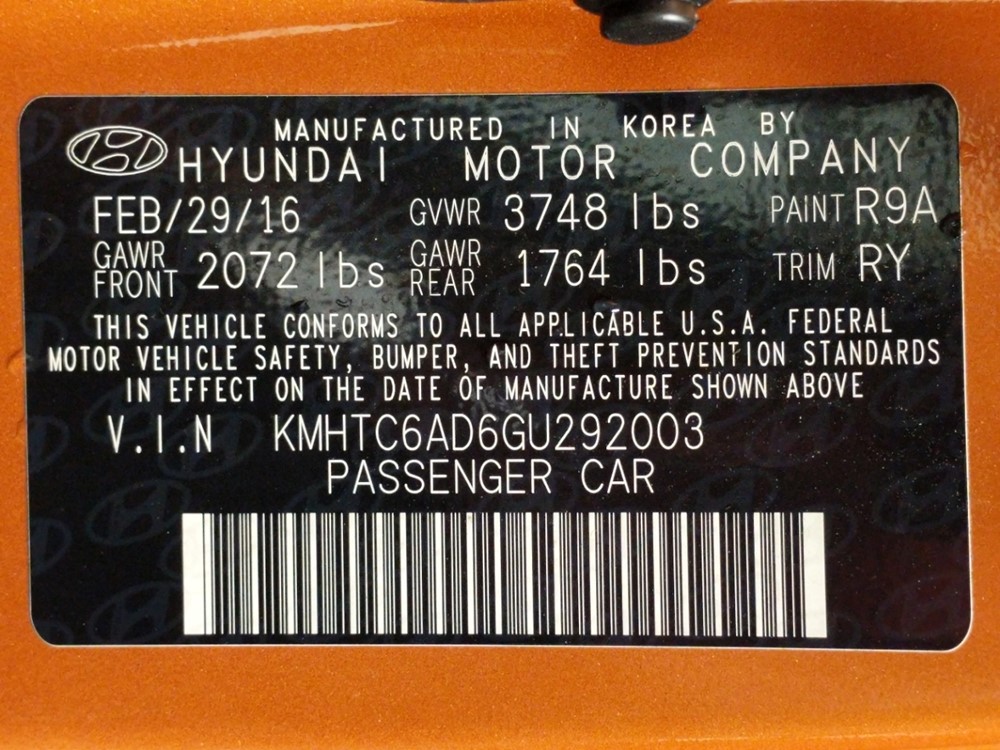 MANUFACTURED IN KOREA BY
HYUNDAI MOTOR COMPANY
FEB/29/16 GVWR 3748 lbs PAINT R9A
GAWR FRONT 2072 lbs GAWR REAR 1764 lbs TRIM RY
THIS VEHICLE CONFORMS TO ALL APPLICABLE U.S.A. FEDERAL
MOTOR VEHICLE SAFETY, BUMPER, AND THEFT PREVENTION STANDARDS
IN EFFECT ON THE DATE OF MANUFACTURE SHOWN ABOVE
V.I.N KMHTC6AD6GU292003
PASSENGER CAR